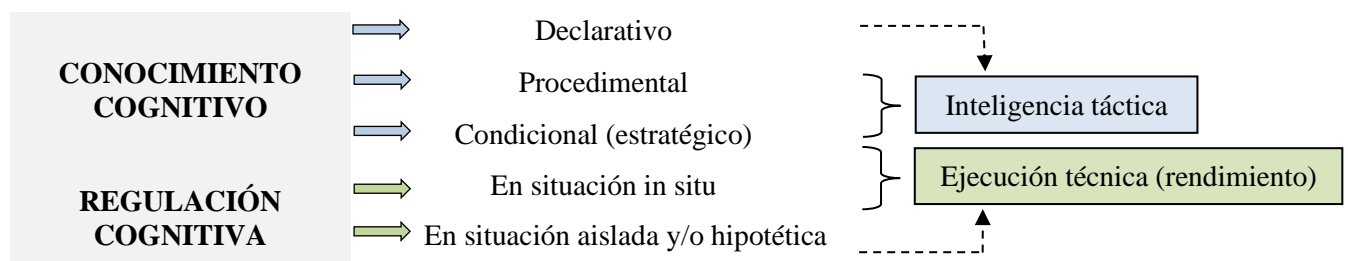 CONOCIMIENTO
COGNITIVO
Declarativo
Procedimental
Condicional (estratégico)
Inteligencia táctica
REGULACIÓN
COGNITIVA
En situación in situ
En situación aislada y/o hipotética
Ejecución técnica (rendimiento)